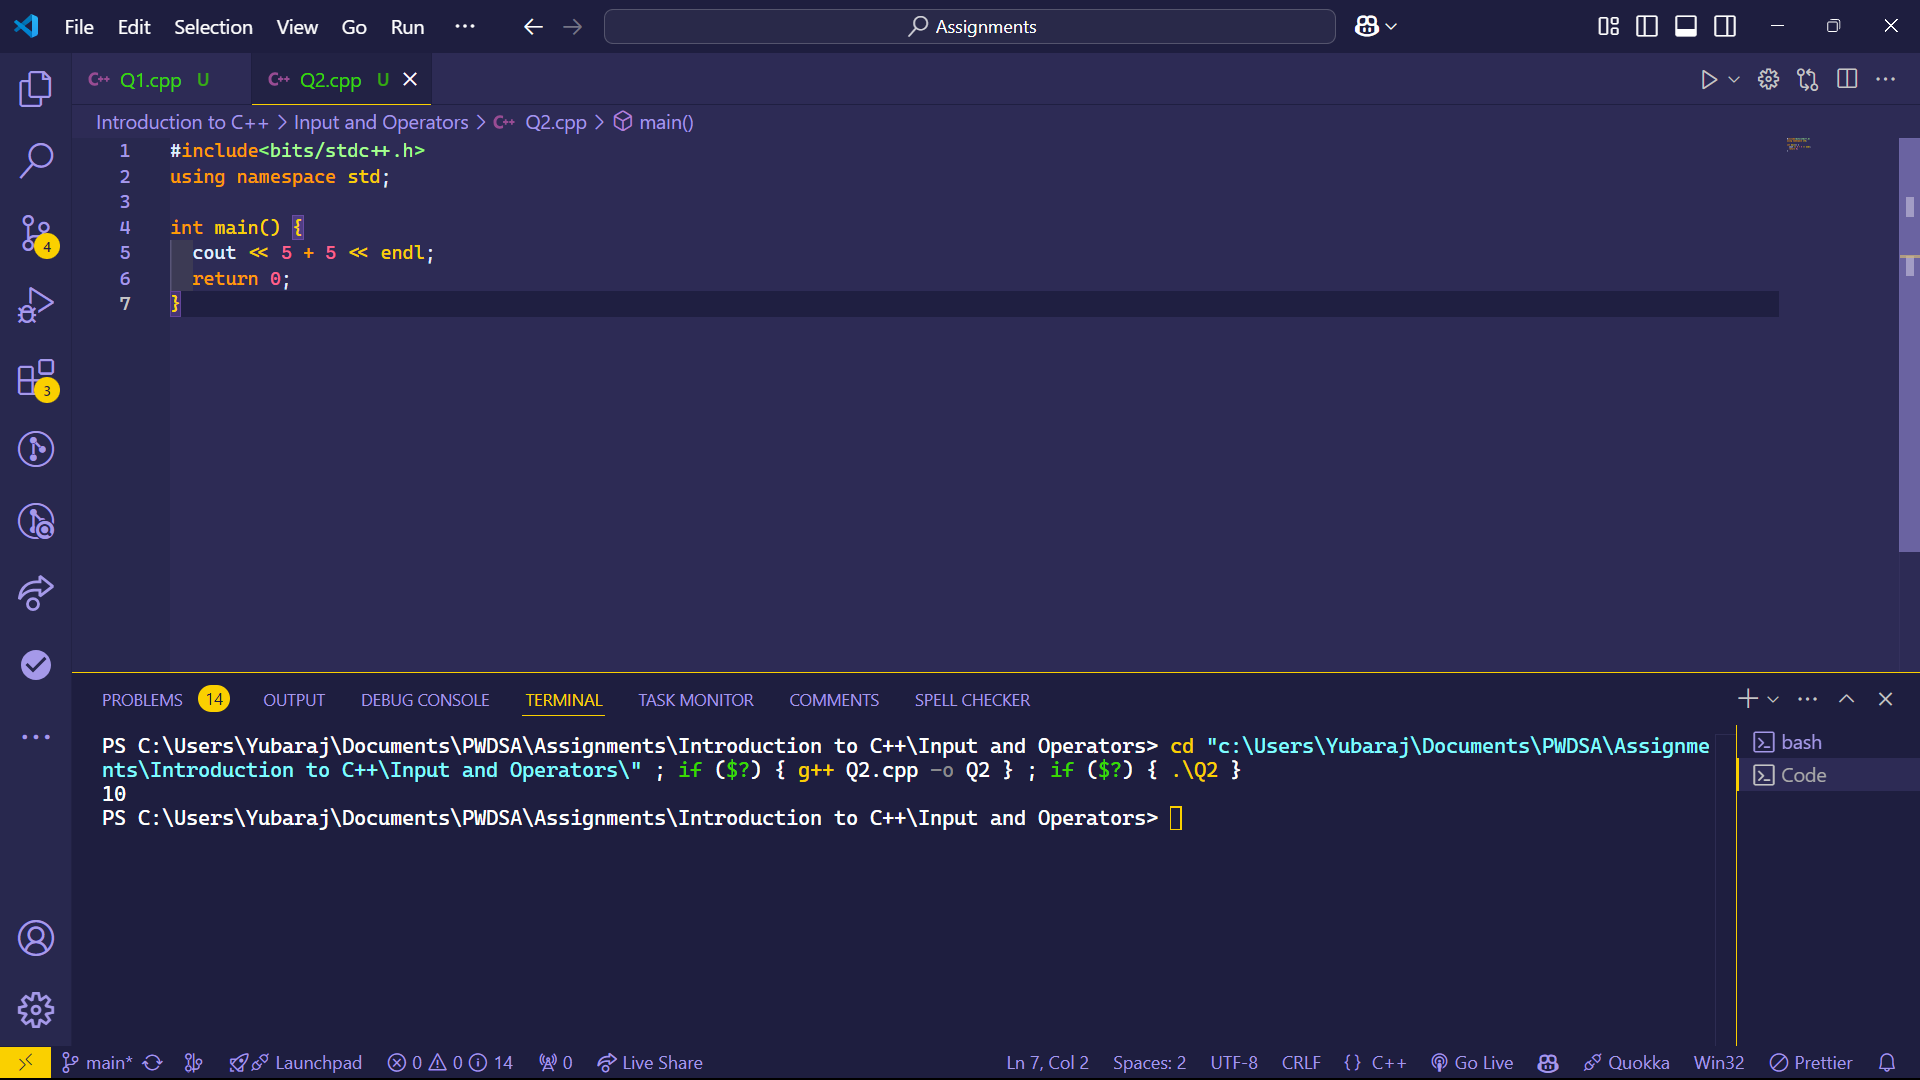 File Edit Selection View Go Run Assignments
Q1.cpp U Q2.cpp U
Introduction to C++ > Input and Operators > Q2.cpp > main()
1 #include<bits/stdc++.h>
2 using namespace std;
3
4 int main() {
5 cout << 5 + 5 << endl;
6 return 0;
7 }
4
3
PROBLEMS 14 OUTPUT DEBUG CONSOLE TERMINAL TASK MONITOR COMMENTS SPELL CHECKER
PS C:\Users\Yubaraj\Documents\PWDSA\Assignments\Introduction to C++\Input and Operators> cd "c:\Users\Yubaraj\Documents\PWDSA\Assignme
nts\Introduction to C++\Input and Operators\" ; if ($?) { g++ Q2.cpp -o Q2 } ; if ($?) { .\Q2 }
10
PS C:\Users\Yubaraj\Documents\PWDSA\Assignments\Introduction to C++\Input and Operators>
bash
Code
main* Launchpad 0 0 14 0 Live Share Ln 7, Col 2 Spaces: 2 UTF-8 CRLF {} C++ Go Live Quokka Win32 Prettier